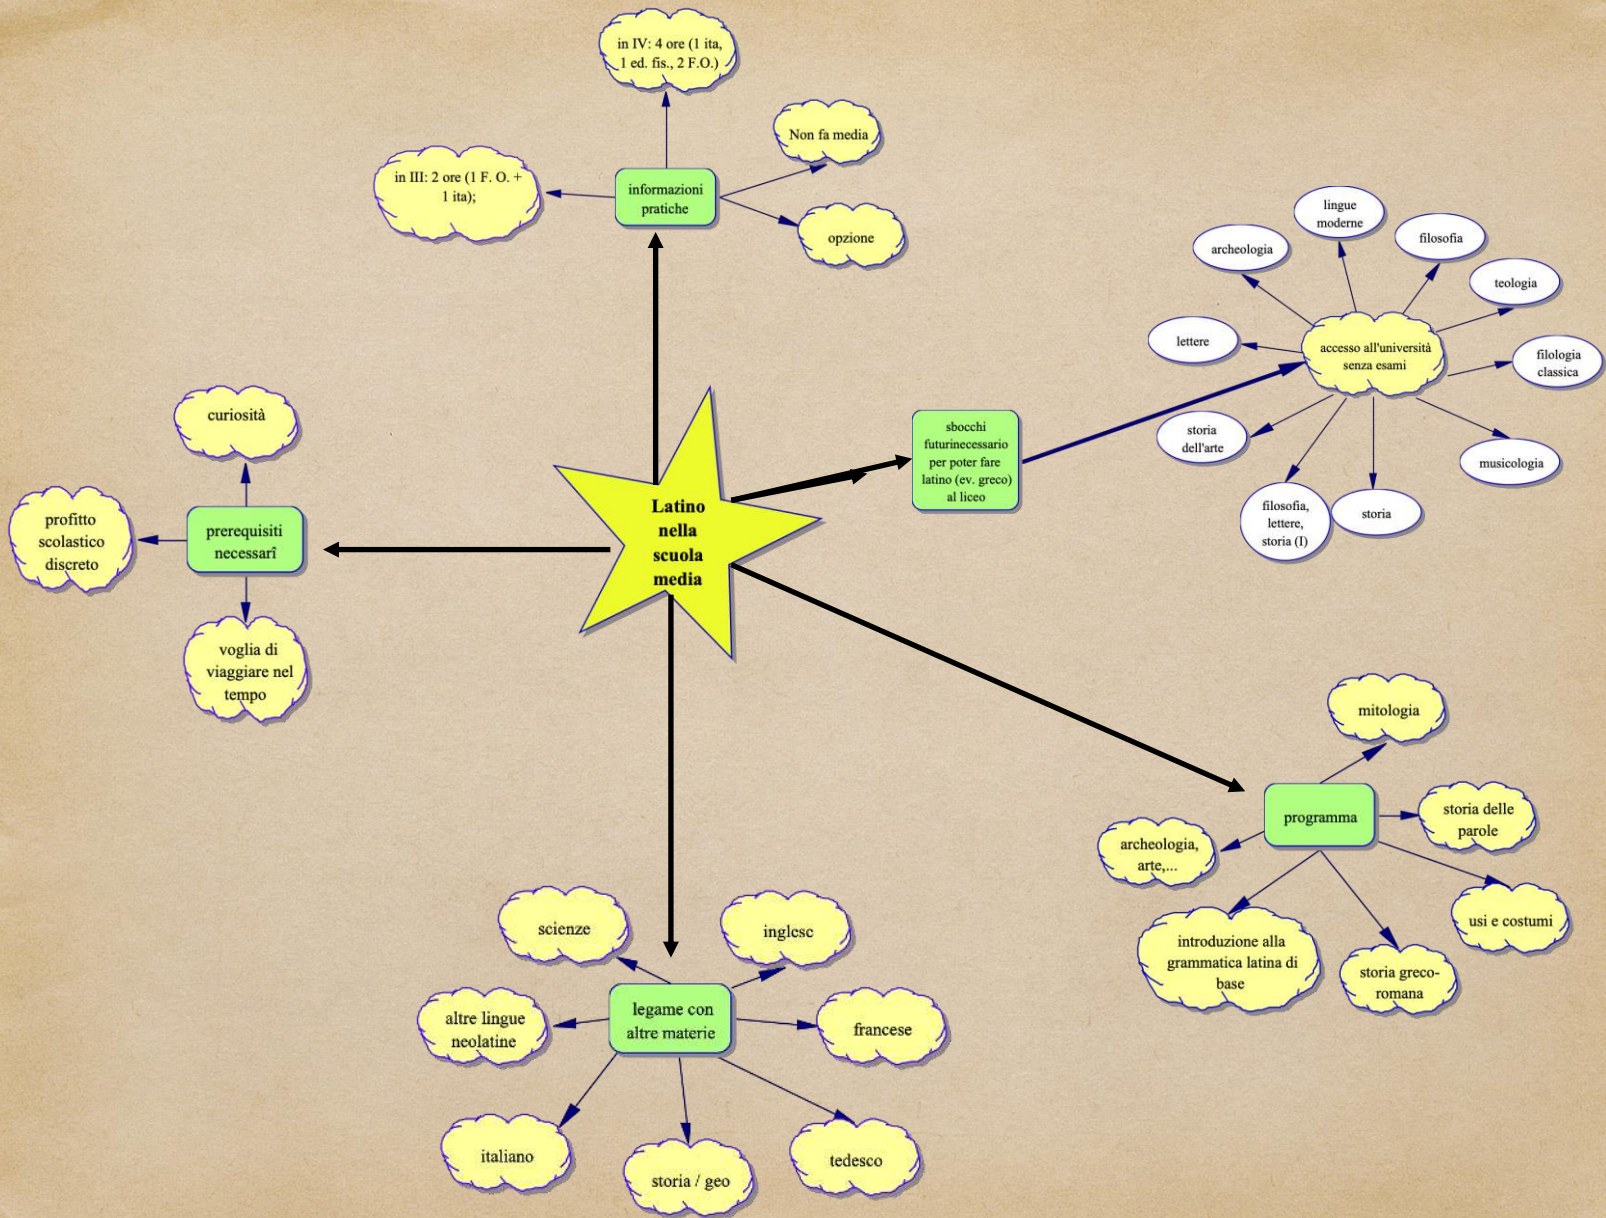 in IV: 4 ore (1 ita,
1 ed. fis., 2 F.O.)
Non fa media
in III: 2 ore (1 F. O. +
1 ita);
informazioni
pratiche
opzione
lingue
moderne
archeologia
filosofia
teologia
lettere
accesso all'università
senza esami
filologia
classica
storia
dell'arte
musicologia
filosofia,
lettere,
storia (I)
storia
sbocchi
futurinecessario
per poter fare
latino (ev. greco)
al liceo
curiosità
profitto
scolastico
discreto
prerequisiti
necessarî
voglia di
viaggiare nel
tempo
Latino
nella
scuola
media
mitologia
programma
storia delle
parole
archeologia,
arte,...
usi e costumi
introduzione alla
grammatica latina di
base
storia greco-
romana
scienze
inglese
legame con
altre materie
altre lingue
neolatine
francese
italiano
storia / geo
tedesco